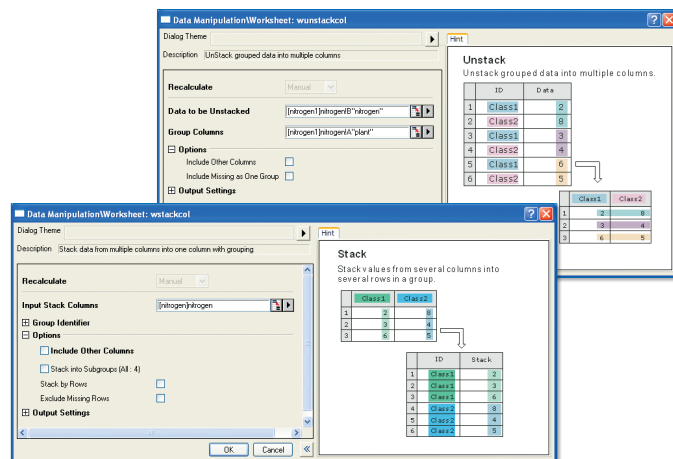 Data Manipulation\Worksheet: wunstackcol
Dialog Theme
Description UnStack grouped data into multiple columns
Recalculate Manual
Data to be Unstacked [nitrogen1]nitrogen!B"nitrogen"
Group Columns [nitrogen1]nitrogen!A"plant"
Options
Include Other Columns
Include Missing as One Group
Output Settings
Hint
Unstack
Unstack grouped data into multiple columns.
ID Data
1 Class1 2
2 Class2 8
3 Class1 3
4 Class2 4
5 Class1 6
6 Class2 5
Class1 Class2
1 2 8
2 3 4
3 6 5
Data Manipulation\Worksheet: wstackcol
Dialog Theme
Description Stack data from multiple columns into one column with grouping
Recalculate Manual
Input Stack Columns [nitrogen]nitrogen
Group Identifier
Options
Include Other Columns
Stack into Subgroups (All : 4)
Stack by Rows
Exclude Missing Rows
Output Settings
OK Cancel
Hint
Stack
Stack values from several columns into
several rows in a group.
Class1 Class2
1 2 8
2 3 4
3 6 5
ID Stack
1 Class1 2
2 Class1 3
3 Class1 6
4 Class2 8
5 Class2 4
6 Class2 5